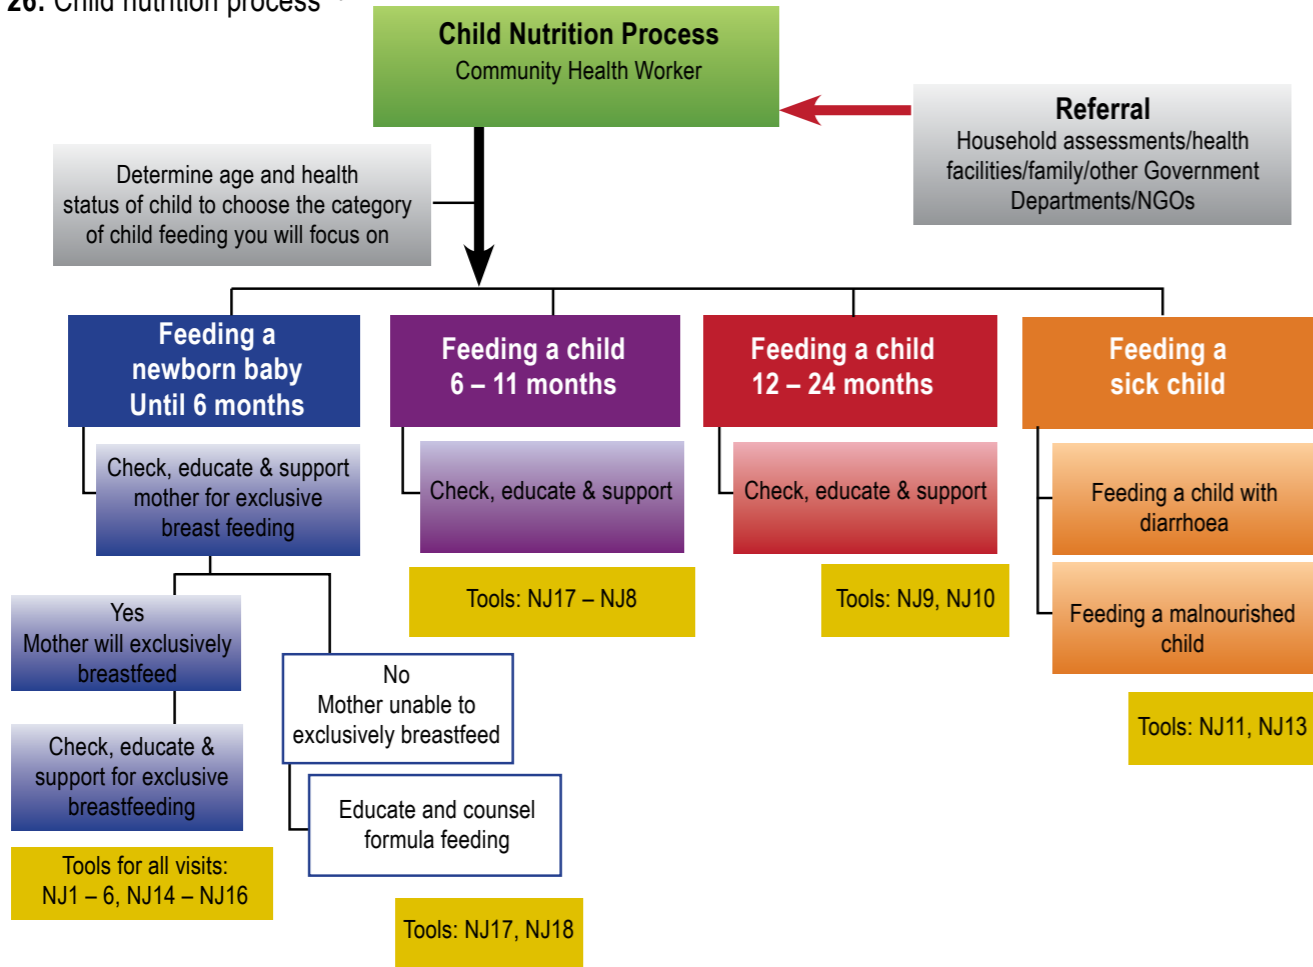 26. Child nutrition process
Child Nutrition Process
Community Health Worker
Referral
Household assessments/health
facilities/family/other Government
Departments/NGOs
Determine age and health
status of child to choose the category
of child feeding you will focus on
Feeding a
newborn baby
Until 6 months
Feeding a child
6 – 11 months
Feeding a child
12 – 24 months
Feeding a
sick child
Check, educate & support
mother for exclusive
breast feeding
Check, educate & support
Check, educate & support
Feeding a child with
diarrhoea
Feeding a malnourished
child
Tools: NJ17 – NJ8
Tools: NJ9, NJ10
Tools: NJ11, NJ13
Yes
Mother will exclusively
breastfeed
No
Mother unable to
exclusively breastfeed
Check, educate &
support for exclusive
breastfeeding
Educate and counsel
formula feeding
Tools for all visits:
NJ1 – 6, NJ14 – NJ16
Tools: NJ17, NJ18